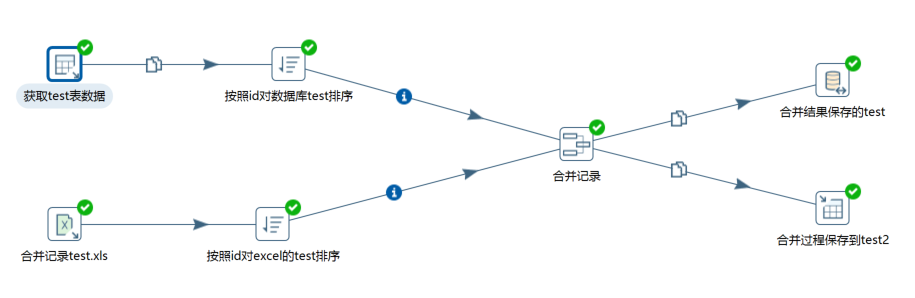 获取test表数据
按照id对数据库test排序
合并结果保存的test
合并记录
合并记录test.xls
按照id对excel的test排序
合并过程保存到test2